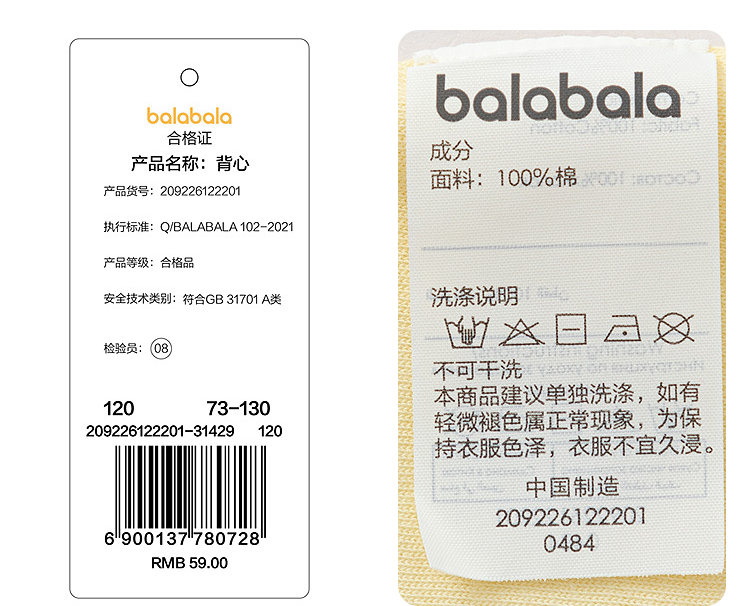 balabala
合格证
产品名称：背心
产品货号：209226122201
执行标准：Q/BALABALA 102-2021
产品等级：合格品
安全技术类别：符合GB 31701 A类
检验员：08
120 73-130
209226122201-31429 120
6 900137 780728
RMB 59.00
balabala
成分
面料：100%棉
洗涤说明
不可干洗
本商品建议单独洗涤，如有
轻微褪色属正常现象，为保
持衣服色泽，衣服不宜久浸。
中国制造
209226122201
0484